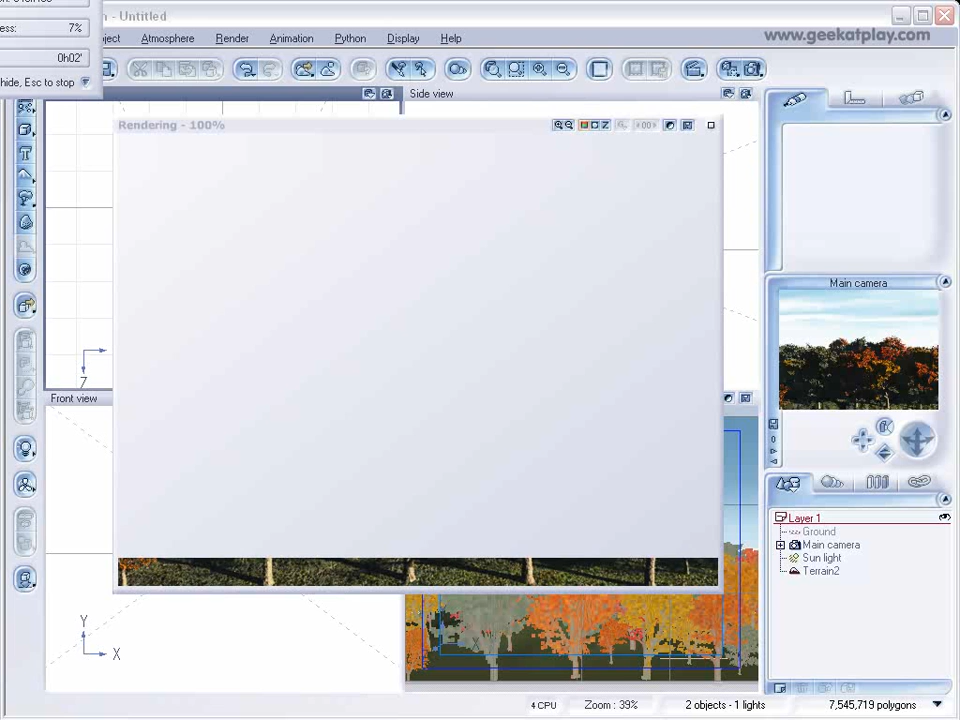 - Untitled
ess: 7%
0h02'
hide, Esc to stop
ject Atmosphere Render Animation Python Display Help
www.geekatplay.com
Side view
Rendering - 100%
Main camera
Z
Front view
Layer 1
Ground
Main camera
Sun light
Terrain2
Y
X
4 CPU Zoom : 39% 2 objects - 1 lights 7,545,719 polygons